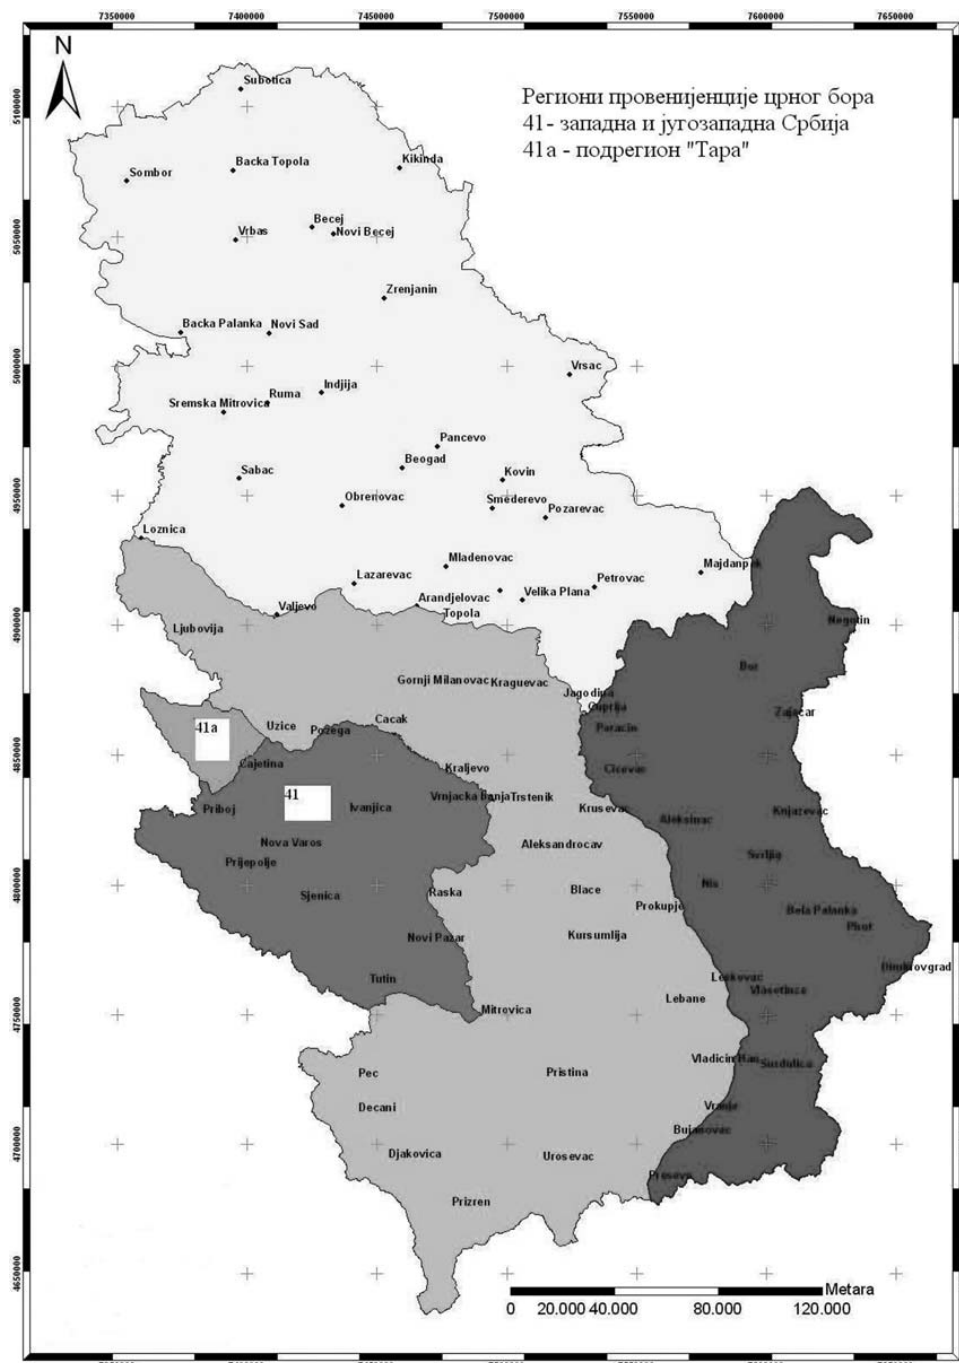 7350000 7400000 7450000 7500000 7550000 7600000 7650000
N
Региони провенијенције црног бора
41- западна и југозападна Србија
41a - подрегион "Тара"
5100000
5050000
5000000
4950000
4900000
4850000
4800000
4750000
4700000
4650000
Subotica
Kikinda
Backa Topola
Sombor
Becej
Novi Becej
Vrbas
Zrenjanin
Backa Palanka
Novi Sad
Vrsac
Indjija
Ruma
Sremska Mitrovica
Pancevo
Beogad
Sabac
Kovin
Obrenovac
Smederevo
Pozarevac
Loznica
Mladenovac
Majdanpek
Lazarevac
Petrovac
Velika Plana
Arandjelovac
Valjevo
Topola
Ljubovija
Negotin
Bor
Gornji Milanovac
Kraguevac
Jagodina
Cuprija
Zajacar
Cacak
41a
Uzice
Pozega
Paracin
Cajetina
Kraljevo
Cicevac
41
Vrnjacka Banja
Trstenik
Priboj
Ivanjica
Krusevac
Knjazevac
Aleksinac
Nova Varos
Aleksandrocav
Svrljig
Prijepolje
Nis
Sjenica
Raska
Blace
Prokupje
Bela Palanka
Pirot
Novi Pazar
Kursumlija
Dimitrovgrad
Tutin
Leskovac
Vlasotince
Lebane
Mitrovica
Vladicin Han
Surdulica
Pec
Pristina
Decani
Vranje
Bujanovac
Djakovica
Urosevac
Presevo
Prizren
Metara
0 20.000 40.000 80.000 120.000